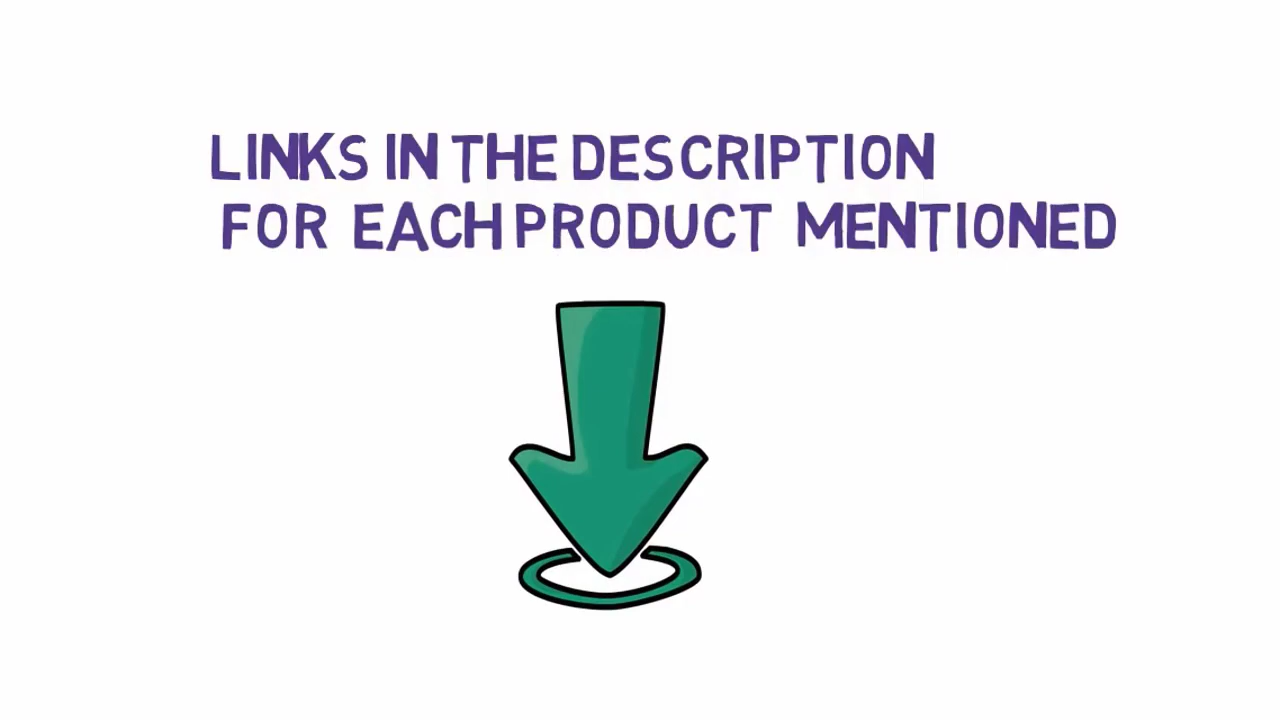 LINKS IN THE DESCRIPTION
FOR EACH PRODUCT MENTIONED